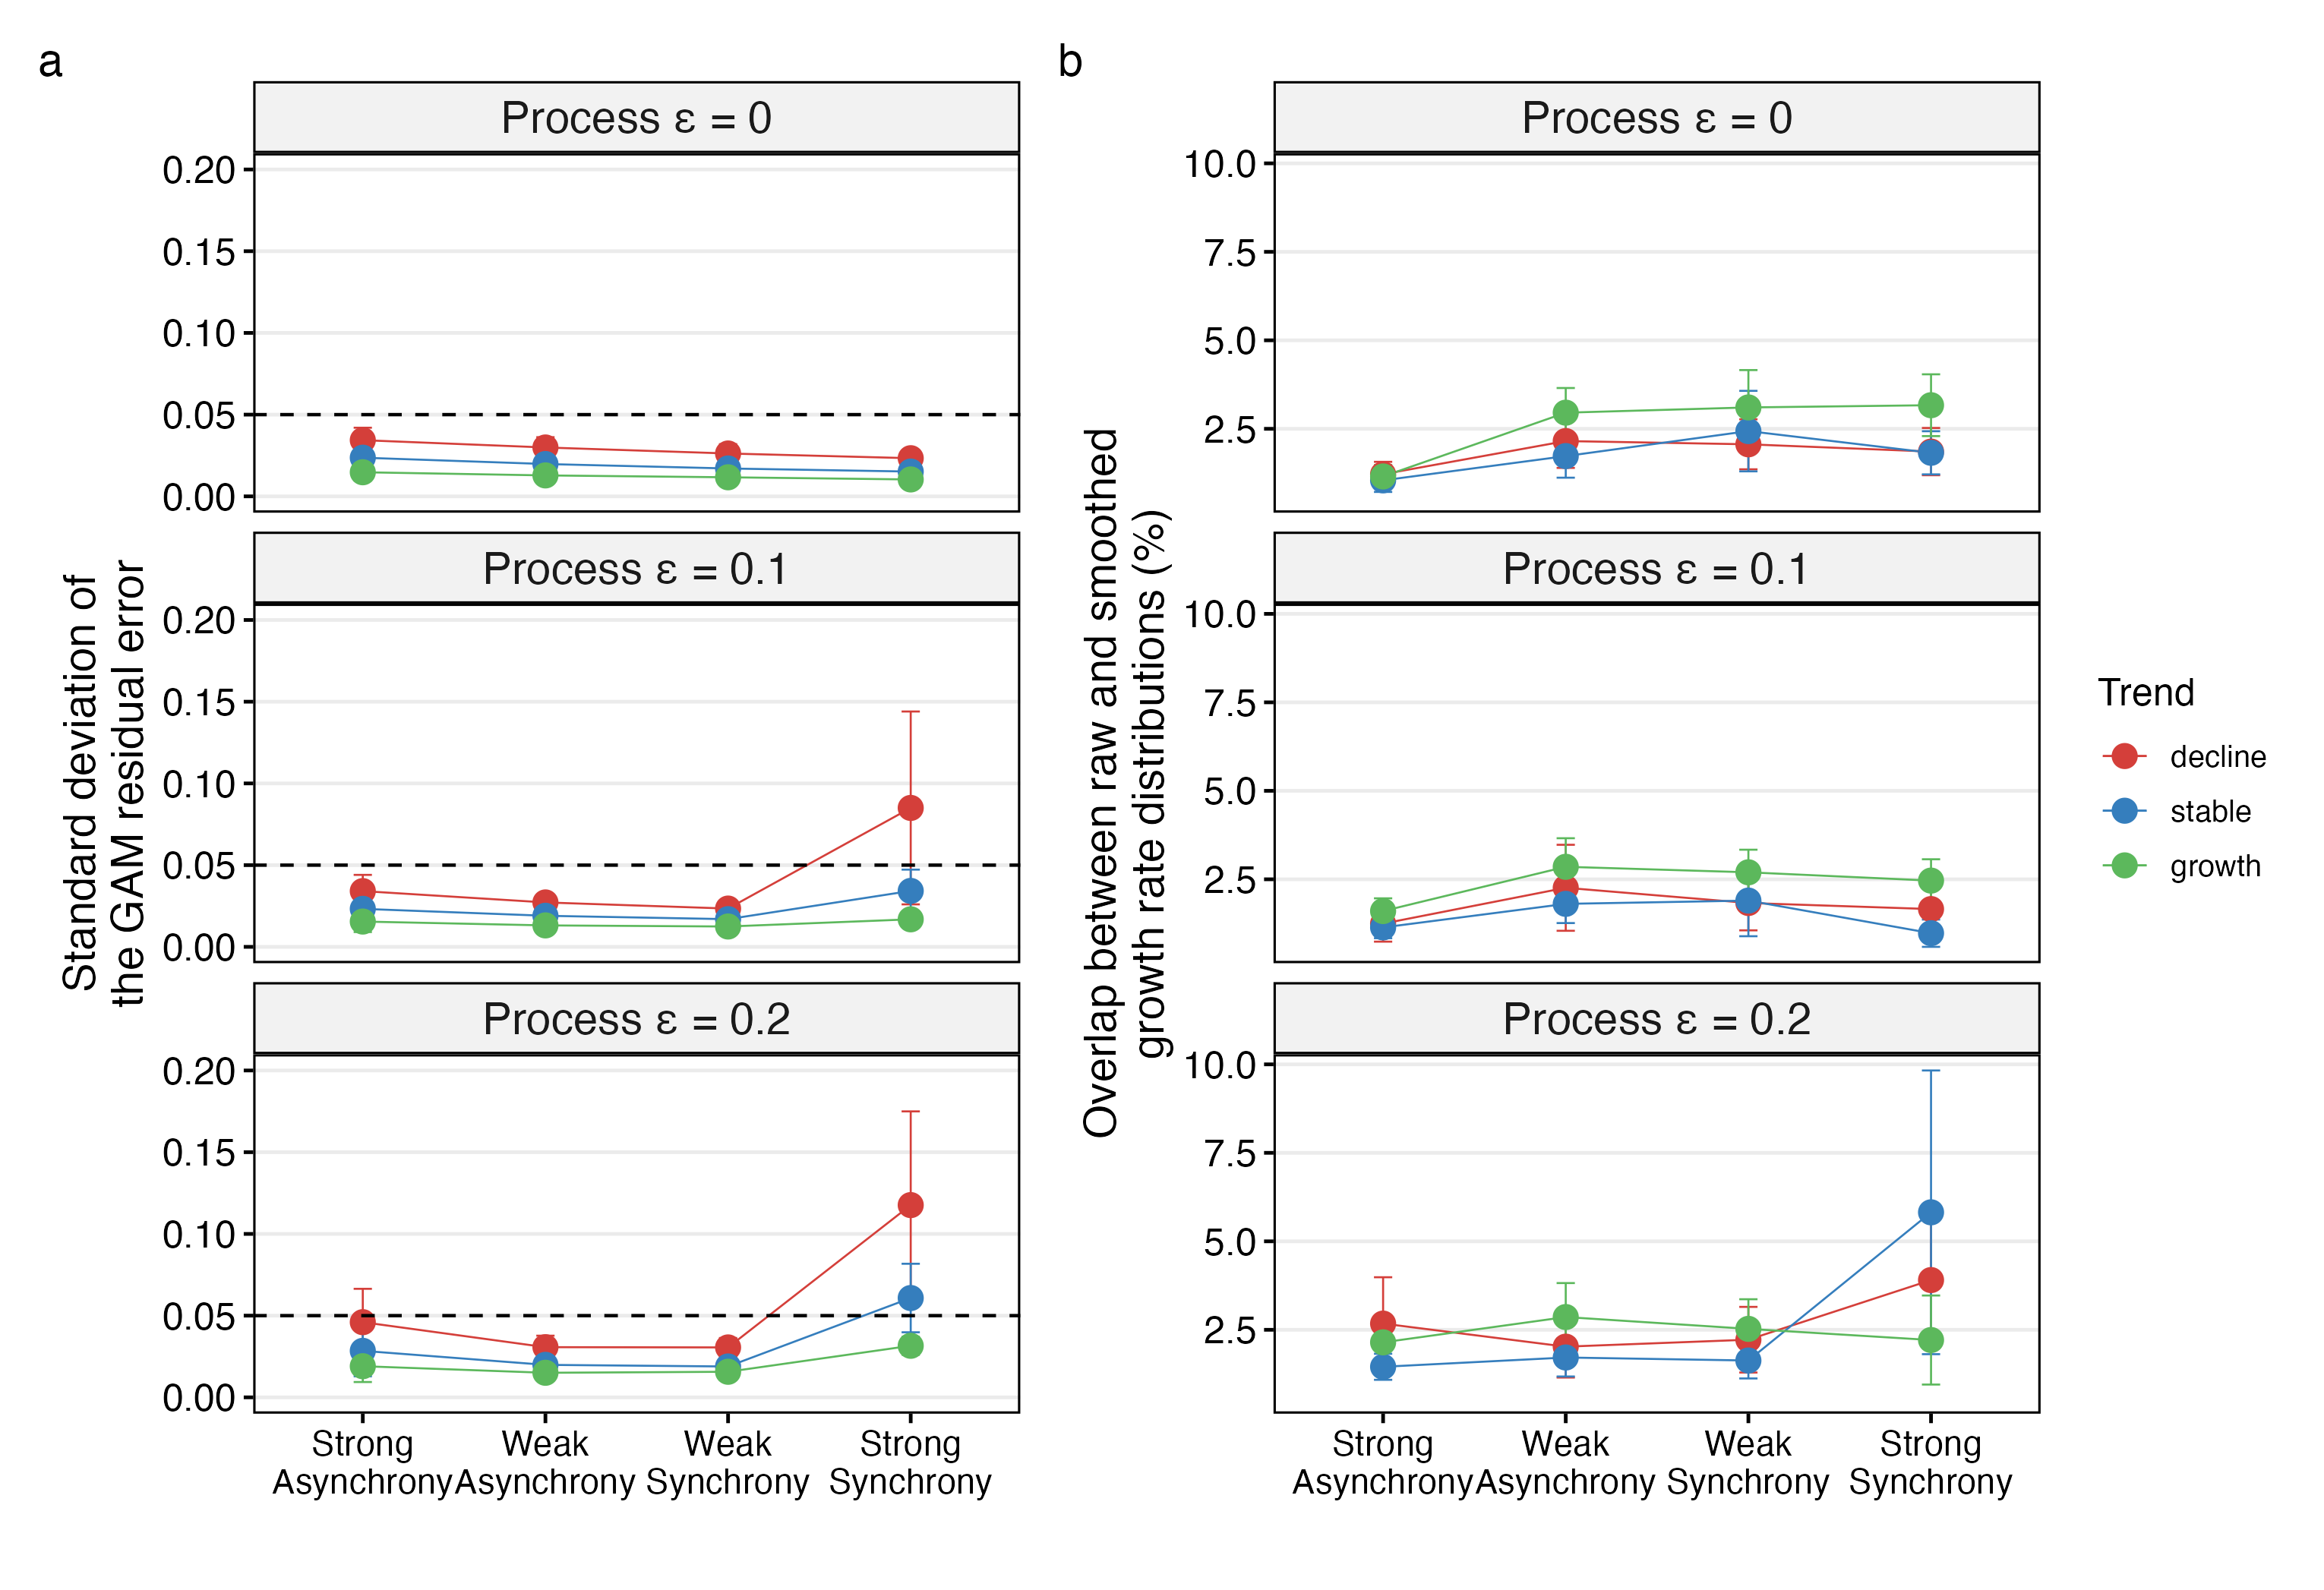 a
Standard deviation of
the GAM residual error
Process ε = 0
0.20
0.15
0.10
0.05
0.00
Process ε = 0.1
0.20
0.15
0.10
0.05
0.00
Process ε = 0.2
0.20
0.15
0.10
0.05
0.00
Strong Asynchrony
Weak Asynchrony
Weak Synchrony
Strong Synchrony
b
Overlap between raw and smoothed
growth rate distributions (%)
Process ε = 0
10.0
7.5
5.0
2.5
Process ε = 0.1
10.0
7.5
5.0
2.5
Process ε = 0.2
10.0
7.5
5.0
2.5
Strong Asynchrony
Weak Asynchrony
Weak Synchrony
Strong Synchrony
Trend
decline
stable
growth